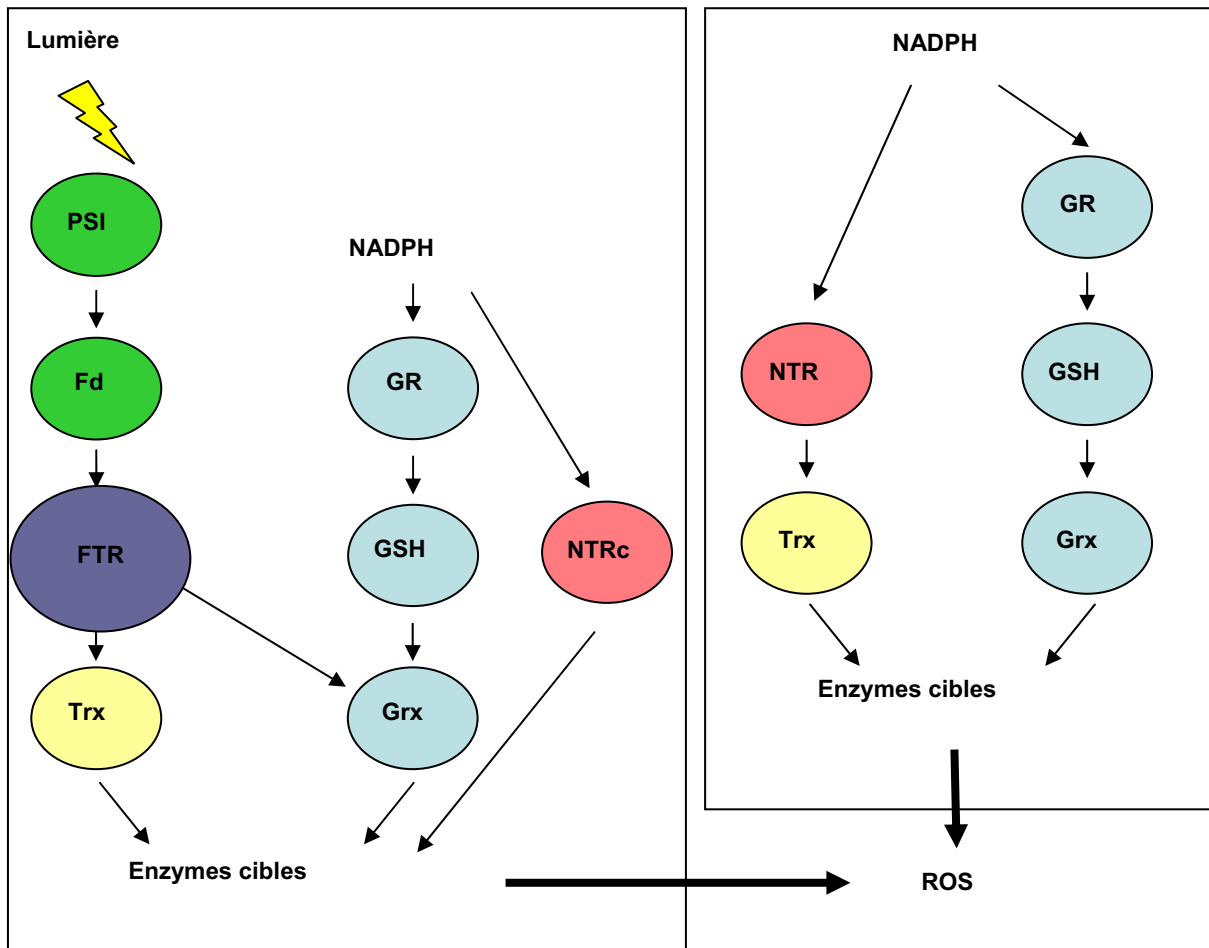 Lumière
PSI
Fd
FTR
Trx
NADPH
GR
GSH
Grx
NTRc
Enzymes cibles
NADPH
GR
NTR
GSH
Trx
Grx
Enzymes cibles
ROS